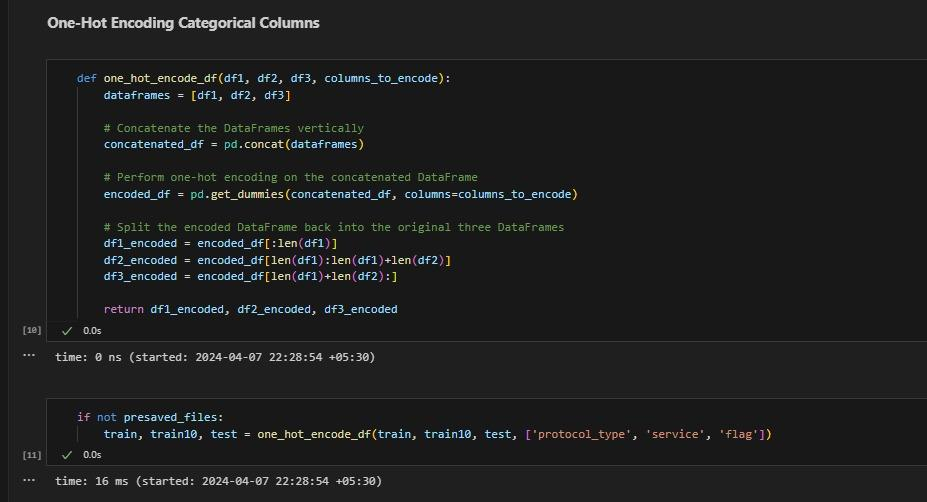 One-Hot Encoding Categorical Columns
def one_hot_encode_df(df1, df2, df3, columns_to_encode):
    dataframes = [df1, df2, df3]
    # Concatenate the DataFrames vertically
    concatenated_df = pd.concat(dataframes)
    # Perform one-hot encoding on the concatenated DataFrame
    encoded_df = pd.get_dummies(concatenated_df, columns=columns_to_encode)
    # Split the encoded DataFrame back into the original three DataFrames
    df1_encoded = encoded_df[:len(df1)]
    df2_encoded = encoded_df[len(df1):len(df1)+len(df2)]
    df3_encoded = encoded_df[len(df1)+len(df2):]
    return df1_encoded, df2_encoded, df3_encoded
[10] ✓ 0.0s
... time: 0 ns (started: 2024-04-07 22:28:54 +05:30)
if not presaved_files:
    train, train10, test = one_hot_encode_df(train, train10, test, ['protocol_type', 'service', 'flag'])
[11] ✓ 0.0s
... time: 16 ms (started: 2024-04-07 22:28:54 +05:30)